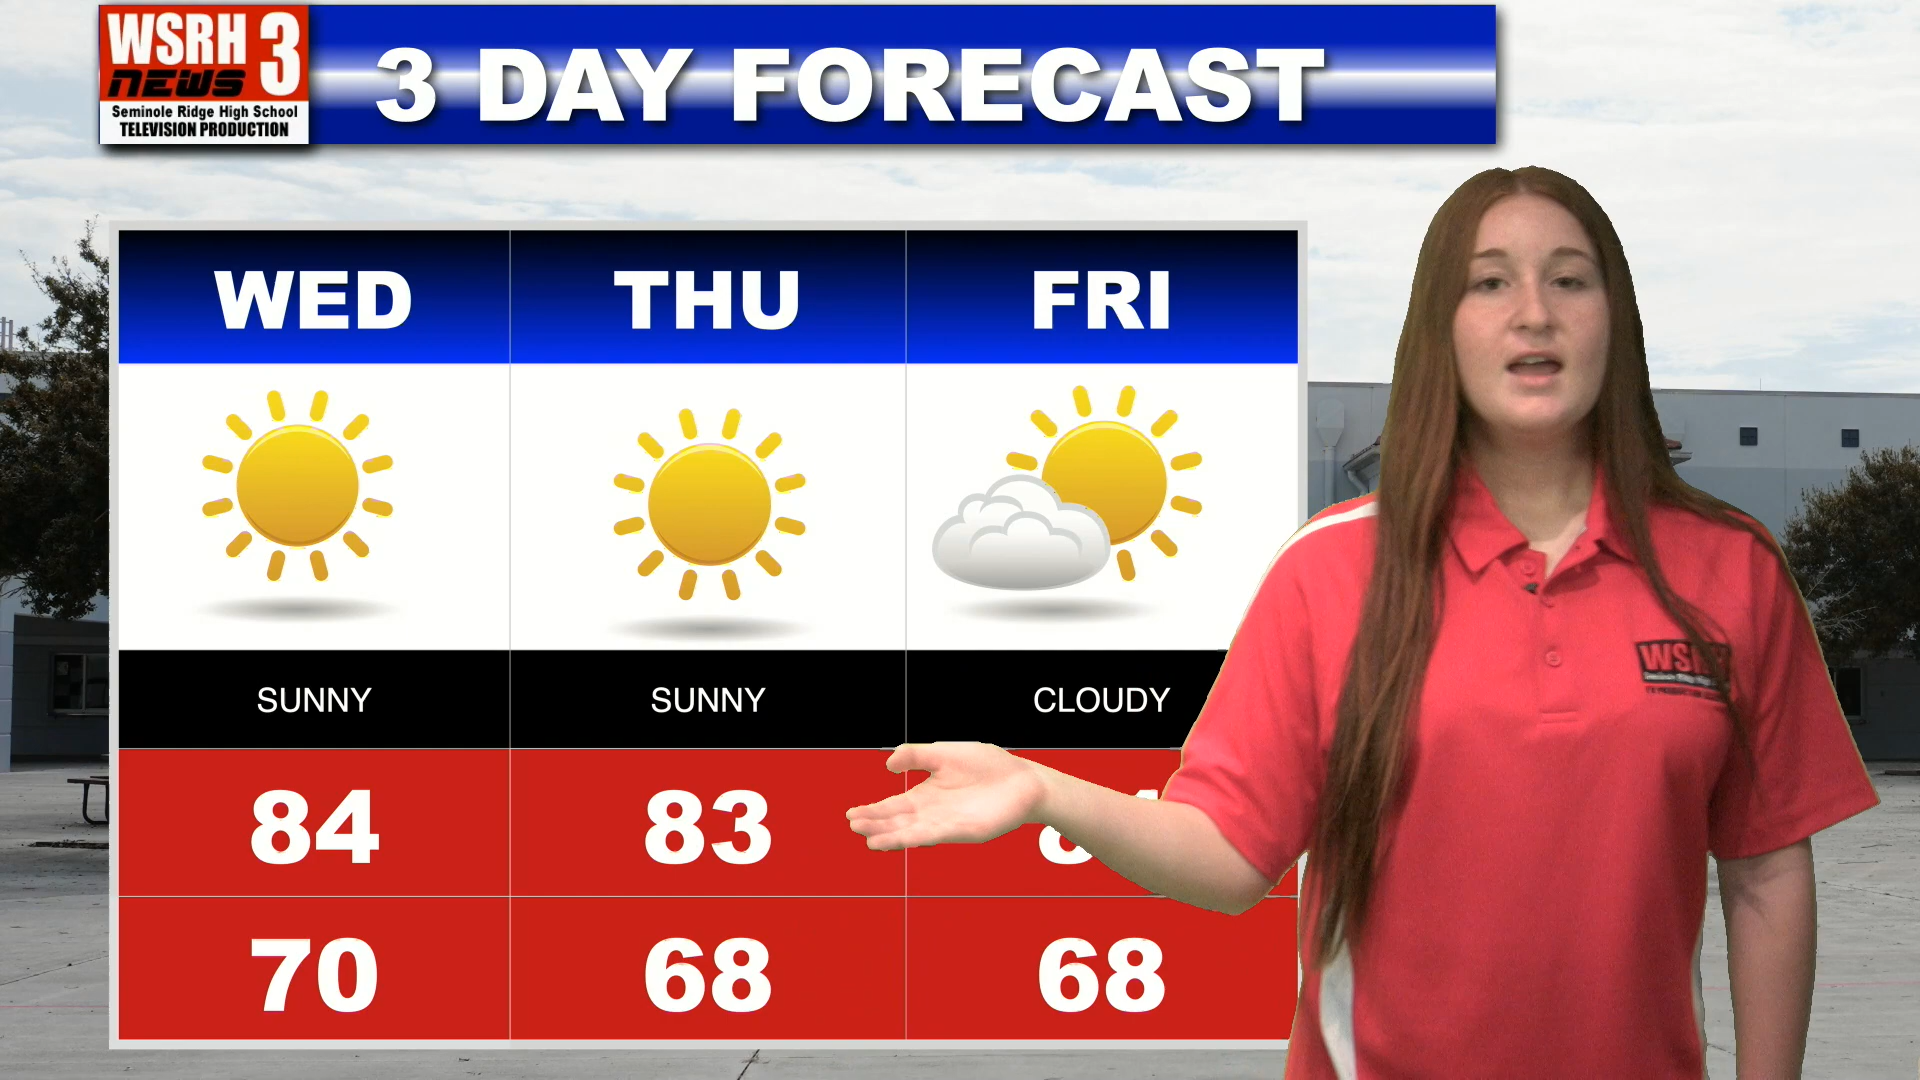 WSRH 3
NEWS
Seminole Ridge High School
TELEVISION PRODUCTION
3 DAY FORECAST
WED THU FRI
SUNNY SUNNY CLOUDY
84 83
70 68 68
WSRH